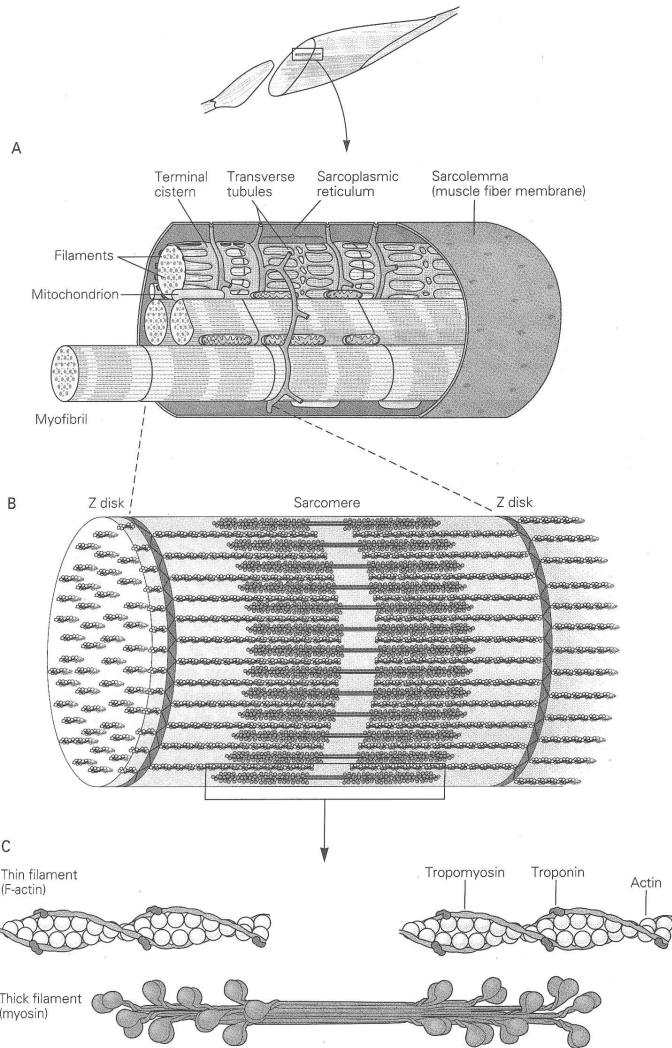 A
Terminal
cistern
Transverse
tubules
Sarcoplasmic
reticulum
Sarcolemma
(muscle fiber membrane)
Filaments
Mitochondrion
Myofibril
B
Z disk
Sarcomere
Z disk
C
Thin filament
(F-actin)
Tropomyosin
Troponin
Actin
Thick filament
(myosin)